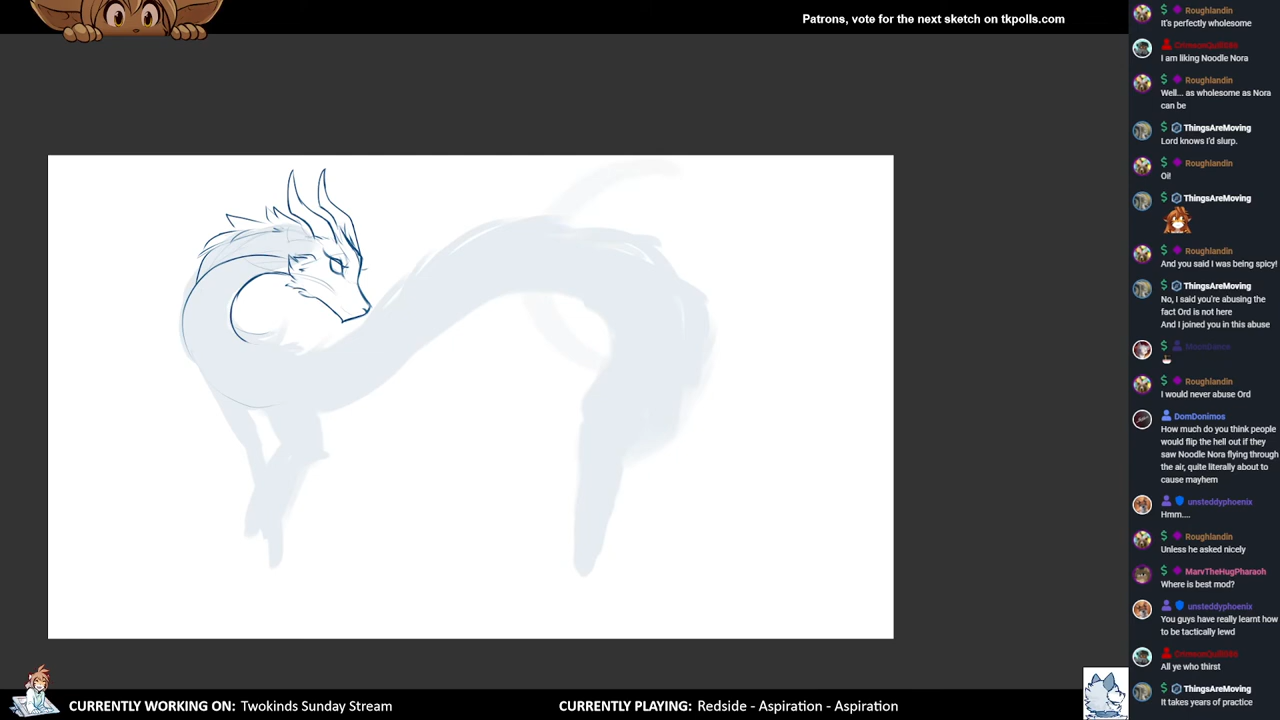 Patrons, vote for the next sketch on tkpolls.com
Roughlandin
It's perfectly wholesome
I am liking Noodle Nora
Roughlandin
Well... as wholesome as Nora
can be
ThingsAreMoving
Lord knows I'd slurp.
Roughlandin
Oi!
ThingsAreMoving
Roughlandin
And you said I was being spicy!
ThingsAreMoving
No, I said you're abusing the
fact Ord is not here
And I joined you in this abuse
Roughlandin
I would never abuse Ord
DomDonimos
How much do you think people
would flip the hell out if they
saw Noodle Nora flying through
the air, quite literally about to
cause mayhem
unsteddyphoenix
Hmm....
Roughlandin
Unless he asked nicely
MarvTheHugPharaoh
Where is best mod?
unsteddyphoenix
You guys have really learnt how
to be tactically lewd
All ye who thirst
ThingsAreMoving
It takes years of practice
CURRENTLY WORKING ON: Twokinds Sunday Stream
CURRENTLY PLAYING: Redside - Aspiration - Aspiration